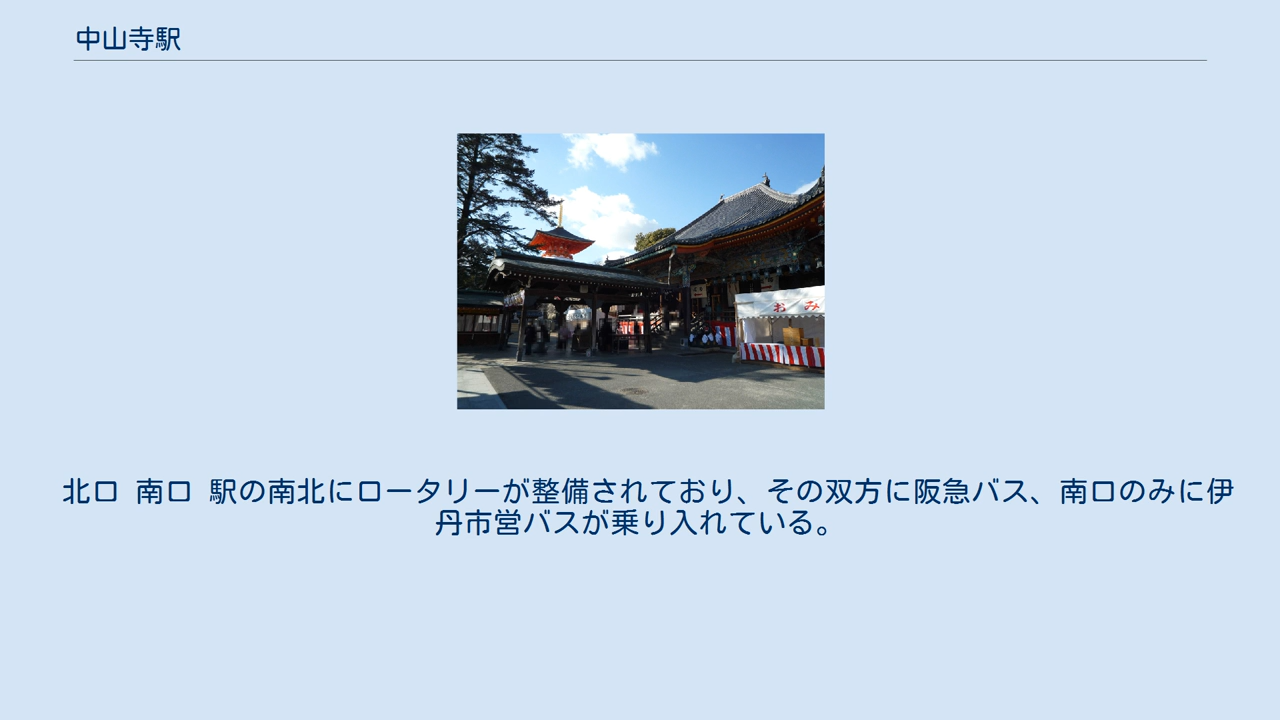 中山寺駅
おみ
北口 南口 駅の南北にロータリーが整備されており、その双方に阪急バス、南口のみに伊
丹市営バスが乗り入れている。